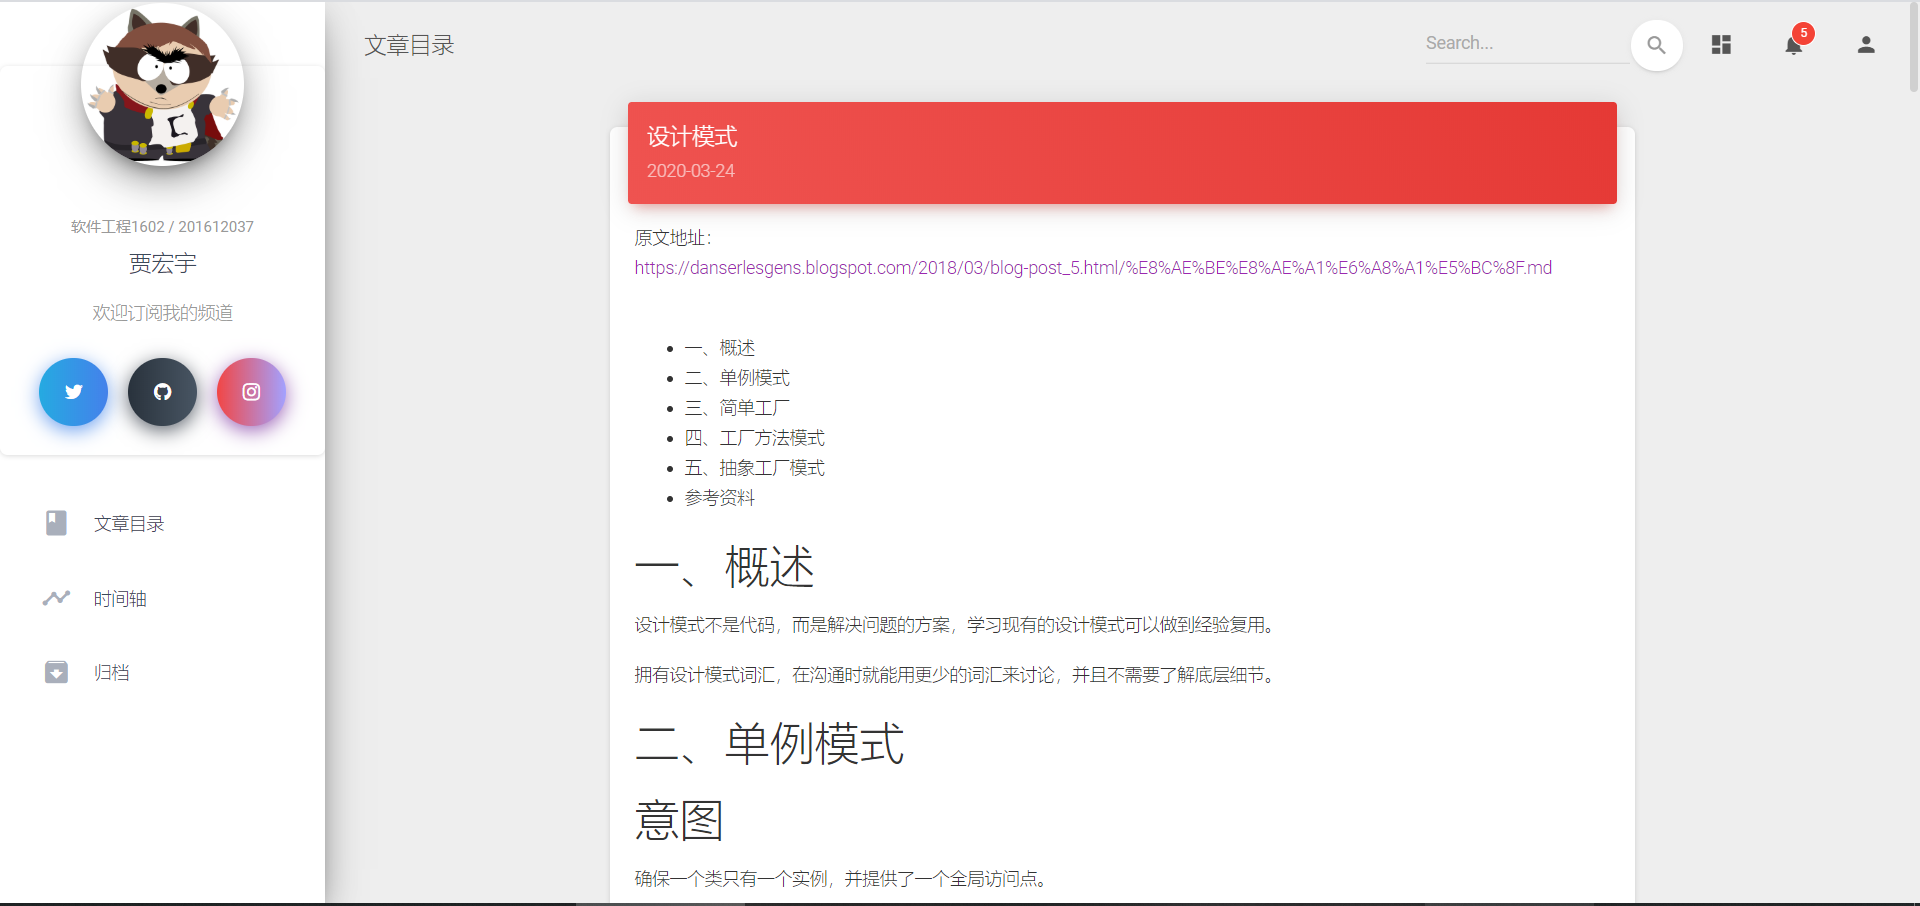 文章目录
Search...
5
软件工程1602 / 201612037
贾宏宇
欢迎订阅我的频道
文章目录
时间轴
归档
设计模式
2020-03-24
原文地址：
https://danserlesgens.blogspot.com/2018/03/blog-post_5.html/%E8%AE%BE%E8%AE%A1%E6%A8%A1%E5%BC%8F.md
一、概述
二、单例模式
三、简单工厂
四、工厂方法模式
五、抽象工厂模式
参考资料
一、概述
设计模式不是代码，而是解决问题的方案，学习现有的设计模式可以做到经验复用。
拥有设计模式词汇，在沟通时就能用更少的词汇来讨论，并且不需要了解底层细节。
二、单例模式
意图
确保一个类只有一个实例，并提供了一个全局访问点。